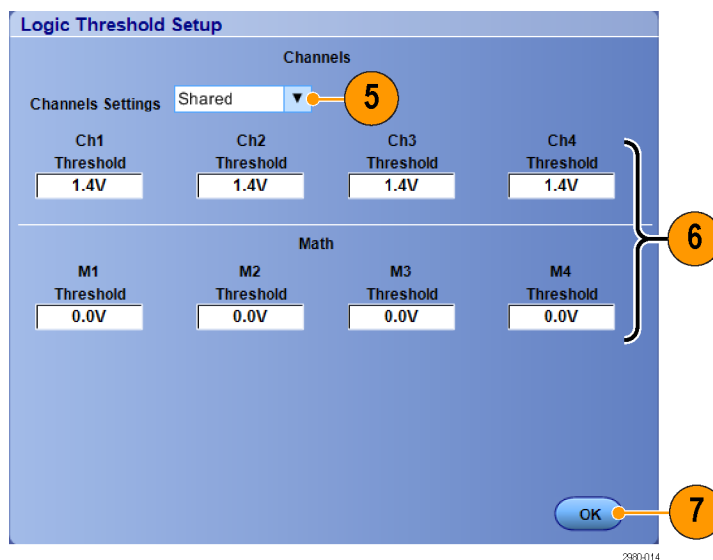 Logic Threshold Setup
Channels
Channels Settings Shared ▼ 5
Ch1 Ch2 Ch3 Ch4
Threshold Threshold Threshold Threshold
1.4V 1.4V 1.4V 1.4V
6
Math
M1 M2 M3 M4
Threshold Threshold Threshold Threshold
0.0V 0.0V 0.0V 0.0V
OK 7
2980-014